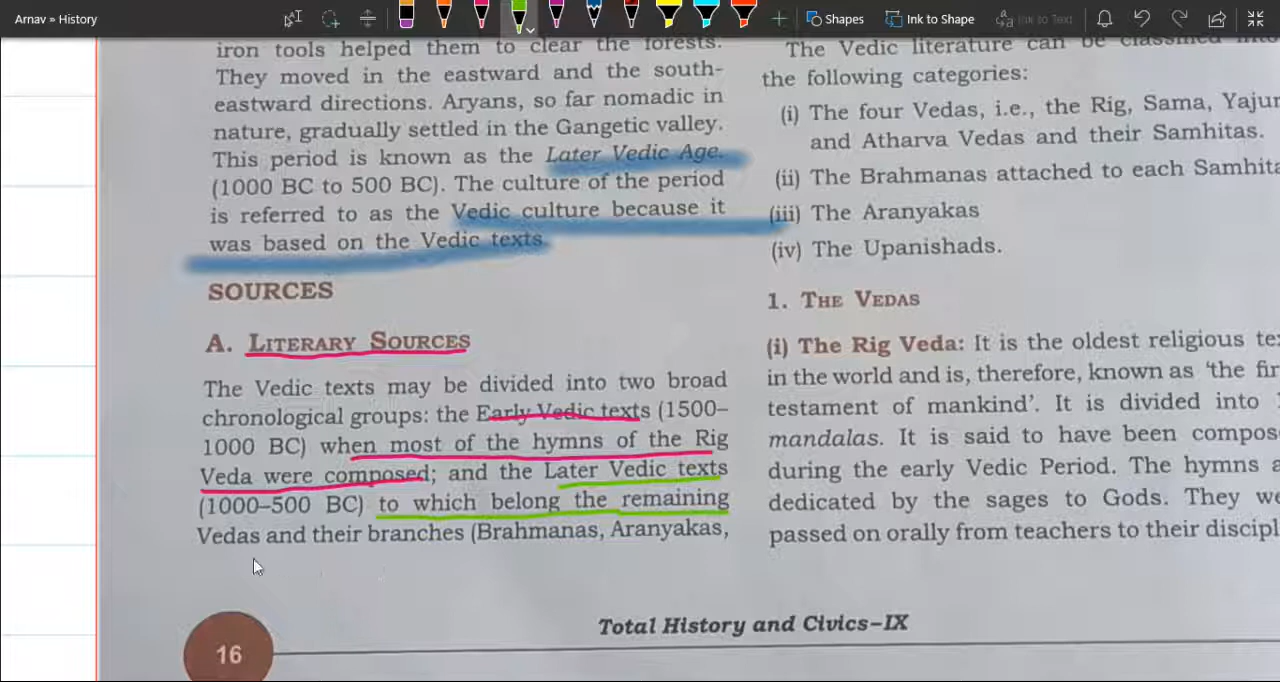 Arnav » History
Shapes
Ink to Shape
Ink to Text
iron tools helped them to clear the forests.
They moved in the eastward and the south-
eastward directions. Aryans, so far nomadic in
nature, gradually settled in the Gangetic valley.
This period is known as the Later Vedic Age.
(1000 BC to 500 BC). The culture of the period
is referred to as the Vedic culture because it
was based on the Vedic texts.
SOURCES
A. LITERARY SOURCES
The Vedic texts may be divided into two broad
chronological groups: the Early Vedic texts (1500–
1000 BC) when most of the hymns of the Rig
Veda were composed; and the Later Vedic texts
(1000–500 BC) to which belong the remaining
Vedas and their branches (Brahmanas, Aranyakas,
The Vedic literature can be classified into
the following categories:
(i) The four Vedas, i.e., the Rig, Sama, Yajur
and Atharva Vedas and their Samhitas.
(ii) The Brahmanas attached to each Samhita
(iii) The Aranyakas
(iv) The Upanishads.
1. THE VEDAS
(i) The Rig Veda: It is the oldest religious te
in the world and is, therefore, known as 'the fir
testament of mankind'. It is divided into 1
mandalas. It is said to have been compos
during the early Vedic Period. The hymns a
dedicated by the sages to Gods. They we
passed on orally from teachers to their discipl
Total History and Civics–IX
16